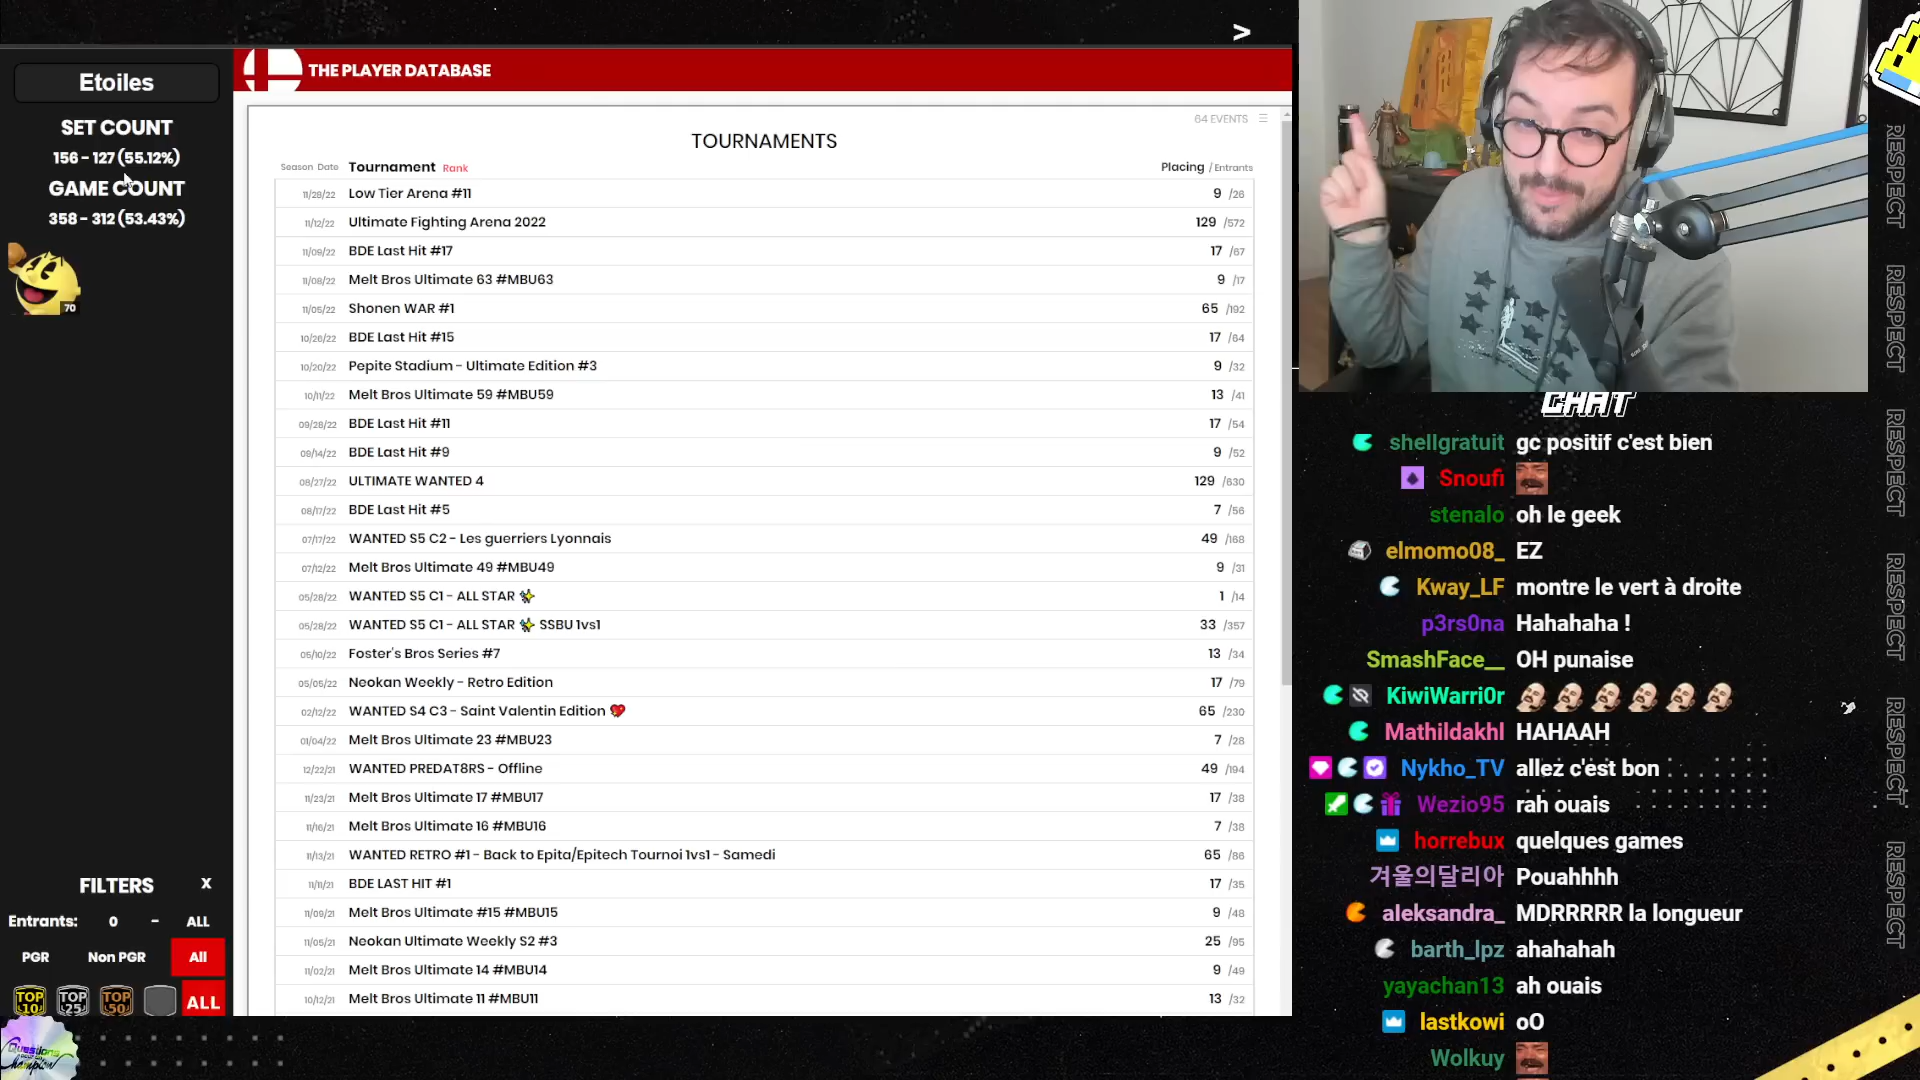 >
Etoiles
SET COUNT
156 - 127 (55.12%)
GAME COUNT
358 - 312 (53.43%)
70
FILTERS X
Entrants: 0 - ALL
PGR Non PGR All
TOP 10 TOP 25 TOP 50 ALL
Questions
Champion
THE PLAYER DATABASE
64 EVENTS
TOURNAMENTS
Season Date Tournament Rank Placing / Entrants
11/28/22 Low Tier Arena #11 9 /26
11/12/22 Ultimate Fighting Arena 2022 129 /572
11/09/22 BDE Last Hit #17 17 /67
11/08/22 Melt Bros Ultimate 63 #MBU63 9 /17
11/05/22 Shonen WAR #1 65 /192
10/26/22 BDE Last Hit #15 17 /64
10/20/22 Pepite Stadium - Ultimate Edition #3 9 /32
10/11/22 Melt Bros Ultimate 59 #MBU59 13 /41
09/28/22 BDE Last Hit #11 17 /54
09/14/22 BDE Last Hit #9 9 /52
08/27/22 ULTIMATE WANTED 4 129 /630
08/17/22 BDE Last Hit #5 7 /56
07/17/22 WANTED S5 C2 - Les guerriers Lyonnais 49 /168
07/12/22 Melt Bros Ultimate 49 #MBU49 9 /31
05/28/22 WANTED S5 C1 - ALL STAR ✨ 1 /14
05/28/22 WANTED S5 C1 - ALL STAR ✨ SSBU 1vs1 33 /357
05/10/22 Foster's Bros Series #7 13 /34
05/05/22 Neokan Weekly - Retro Edition 17 /79
02/12/22 WANTED S4 C3 - Saint Valentin Edition 💖 65 /230
01/04/22 Melt Bros Ultimate 23 #MBU23 7 /28
12/22/21 WANTED PREDAT8RS - Offline 49 /194
11/23/21 Melt Bros Ultimate 17 #MBU17 17 /38
11/16/21 Melt Bros Ultimate 16 #MBU16 7 /38
11/13/21 WANTED RETRO #1 - Back to Epita/Epitech Tournoi 1vs1 - Samedi 65 /86
11/11/21 BDE LAST HIT #1 17 /35
11/09/21 Melt Bros Ultimate #15 #MBU15 9 /48
11/05/21 Neokan Ultimate Weekly S2 #3 25 /95
11/02/21 Melt Bros Ultimate 14 #MBU14 9 /49
10/12/21 Melt Bros Ultimate 11 #MBU11 13 /32
CHAT
shellgratuit gc positif c'est bien
Snoufi
stenalo oh le geek
elmomo08_ EZ
Kway_LF montre le vert à droite
p3rs0na Hahahaha !
SmashFace__ OH punaise
KiwiWarri0r
Mathildakhl HAHAAH
Nykho_TV allez c'est bon
Wezio95 rah ouais
horrebux quelques games
겨울의달리아 Pouahhhh
aleksandra_ MDRRRRR la longueur
barth_lpz ahahahah
yayachan13 ah ouais
lastkowi oO
Wolkuy
RESPECT
RESPECT
RESPECT
RESPECT
RESPECT
RESPECT